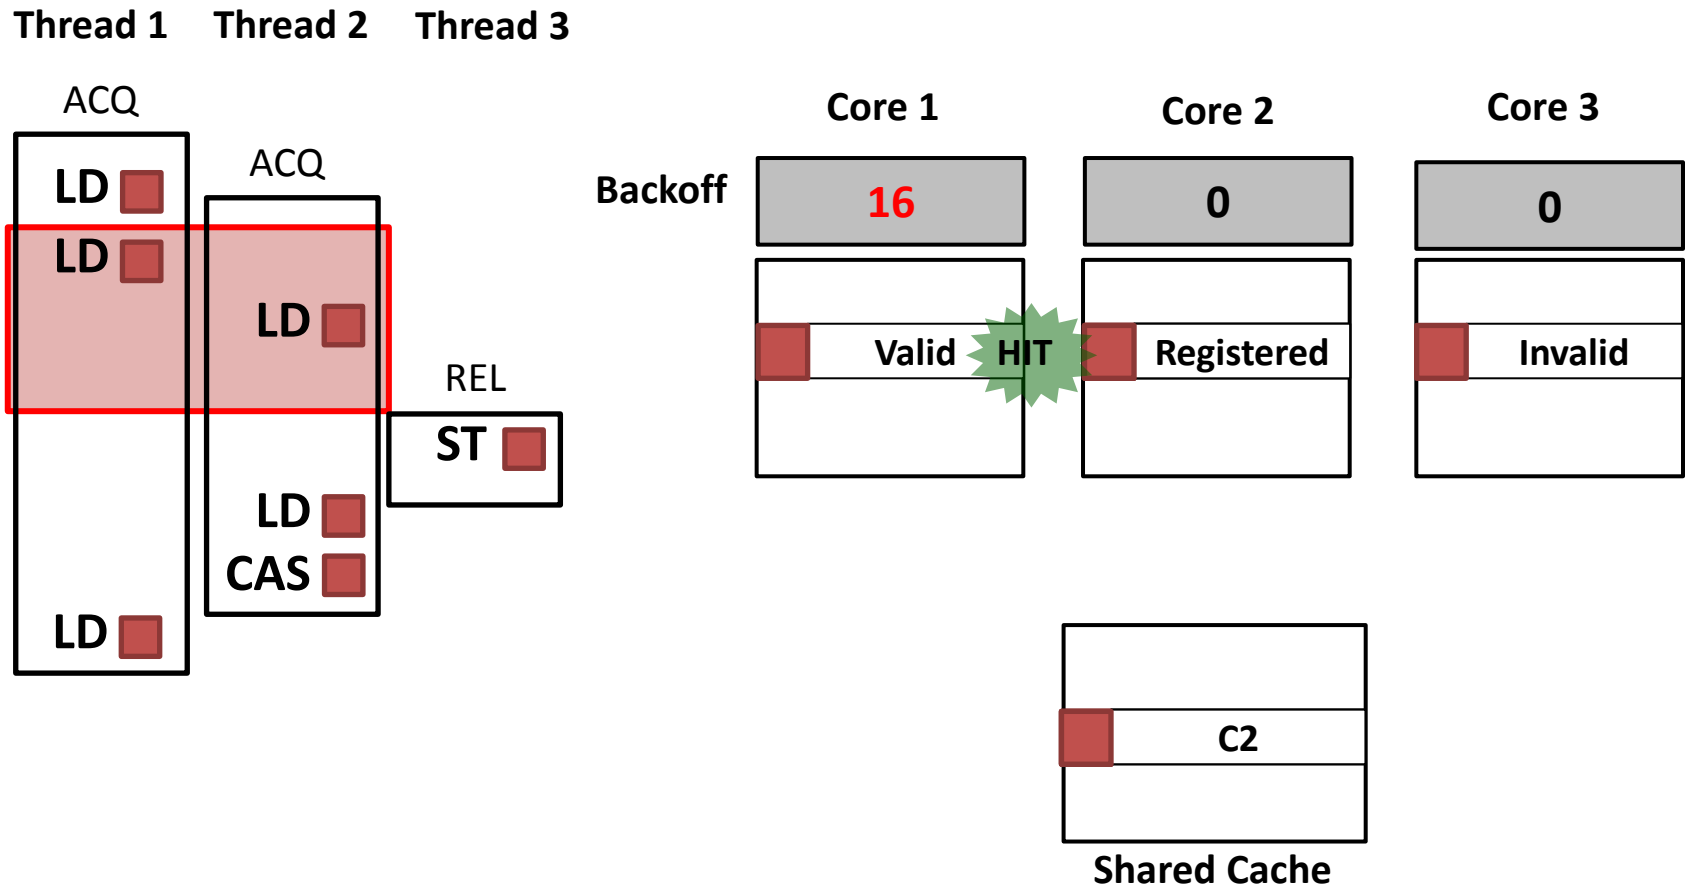 Thread 1 Thread 2 Thread 3
ACQ
ACQ
LD
LD
LD
REL
ST
LD
CAS
LD
Core 1 Core 2 Core 3
Backoff 16 0 0
Valid HIT Registered Invalid
C2
Shared Cache